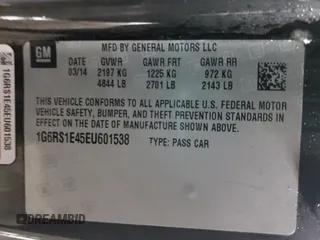 GM
MFD BY GENERAL MOTORS LLC
DATE GVWR GAWR FRT GAWR RR
03/14 2197 KG 1225 KG 972 KG
4844 LB 2701 LB 2143 LB
THIS VEHICLE CONFORMS TO ALL APPLICABLE U.S. FEDERAL MOTOR
VEHICLE SAFETY, BUMPER, AND THEFT PREVENTION STANDARDS
IN EFFECT ON THE DATE OF MANUFACTURE SHOWN ABOVE.
1G6RS1E45EU601538 TYPE: PASS CAR
1G6RS1E45EU601538
DREAMBID